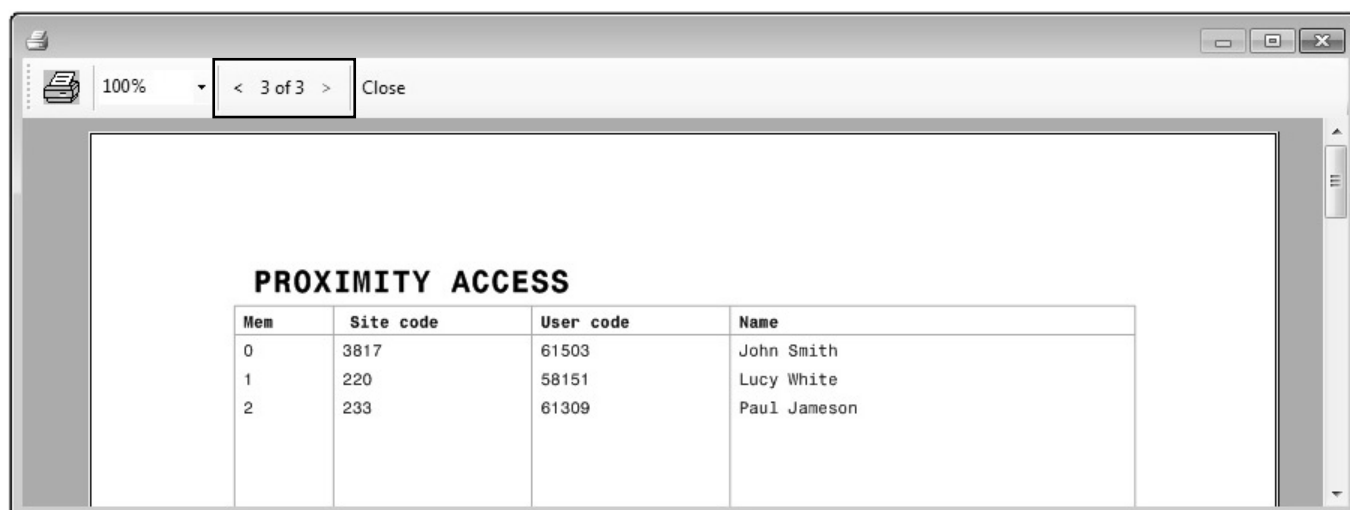 100% < 3 of 3 > Close
PROXIMITY ACCESS
Mem Site code User code Name
0 3817 61503 John Smith
1 220 58151 Lucy White
2 233 61309 Paul Jameson